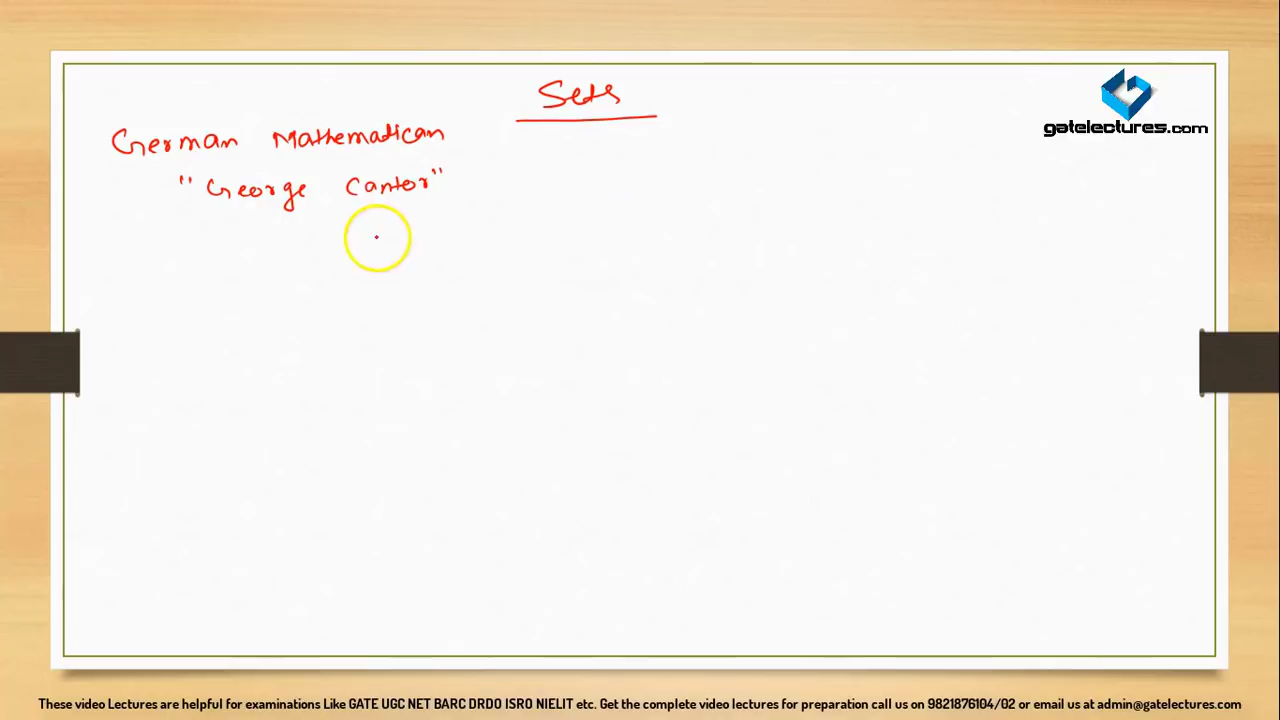 Sets
gatelectures.com
German Mathematican
"George Cantor"
These video Lectures are helpful for examinations Like GATE UGC NET BARC DRDO ISRO NIELIT etc. Get the complete video lectures for preparation call us on 9821876104/02 or email us at admin@gatelectures.com